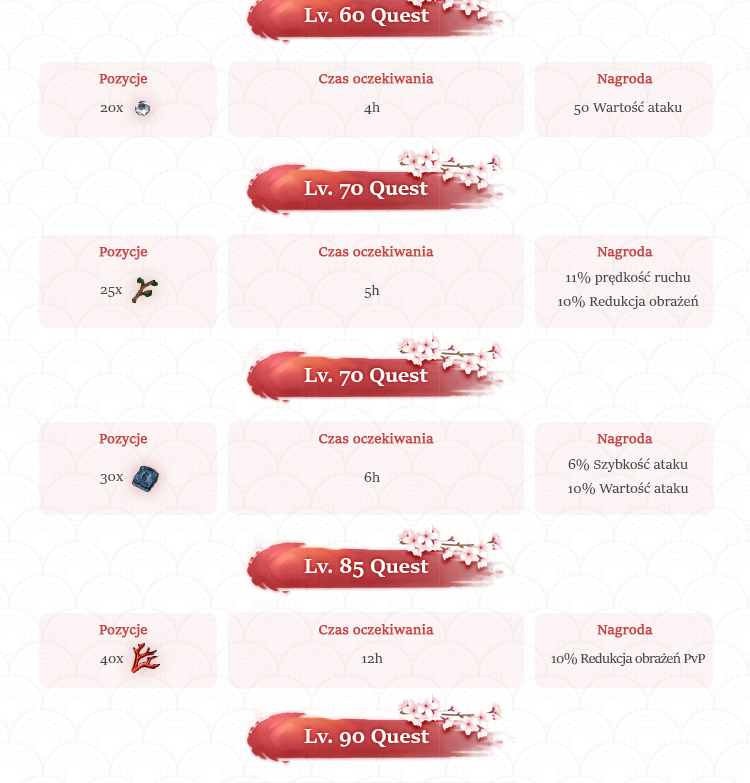 Lv. 60 Quest
Pozycje Czas oczekiwania Nagroda
20x 4h 50 Wartość ataku
Lv. 70 Quest
Pozycje Czas oczekiwania Nagroda
25x 5h 11% prędkość ruchu
10% Redukcja obrażeń
Lv. 70 Quest
Pozycje Czas oczekiwania Nagroda
30x 6h 6% Szybkość ataku
10% Wartość ataku
Lv. 85 Quest
Pozycje Czas oczekiwania Nagroda
40x 12h 10% Redukcja obrażeń PvP
Lv. 90 Quest